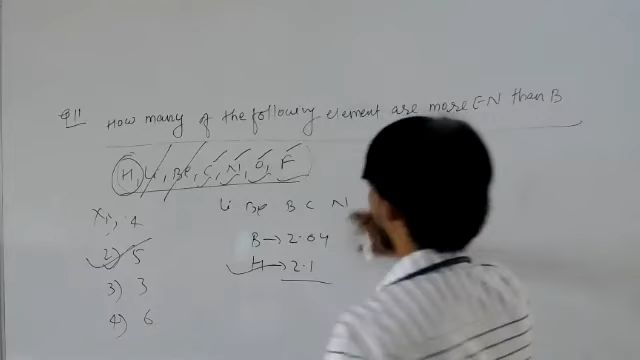 Q11 How many of the following element are more EN than B
H, Li, Be, C, N, O, F
1) 4
2) 5
3) 3
4) 6
Li Be B C N
B → 2.04
H → 2.1